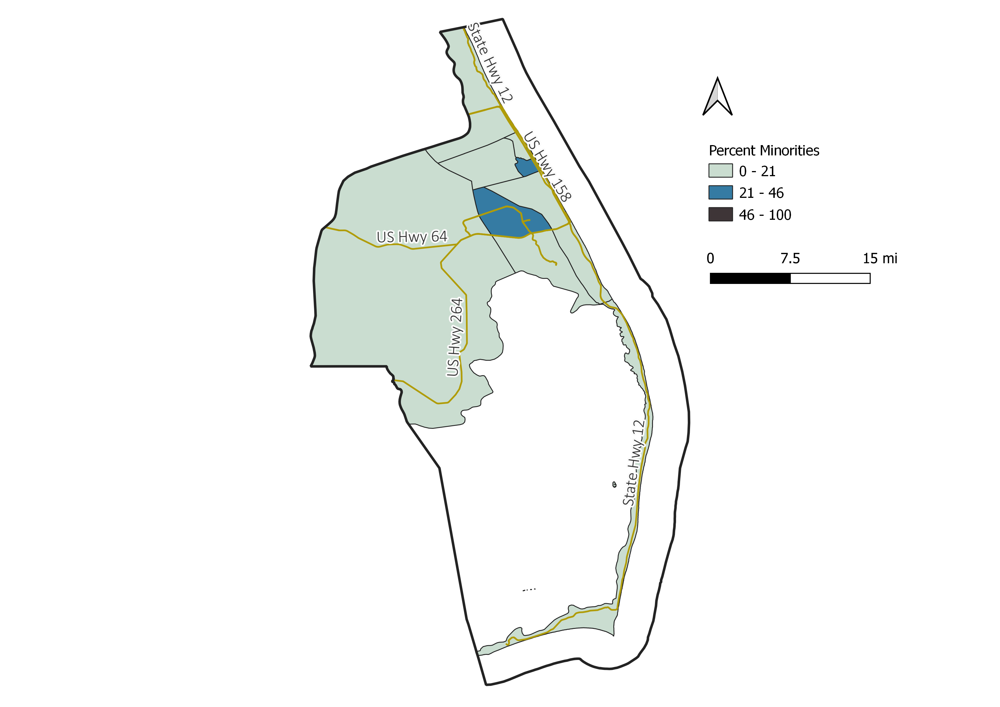 State Hwy 12
US Hwy 158
Percent Minorities
0 - 21
21 - 46
46 - 100
US Hwy 64
0 7.5 15 mi
US Hwy 264
State Hwy 12